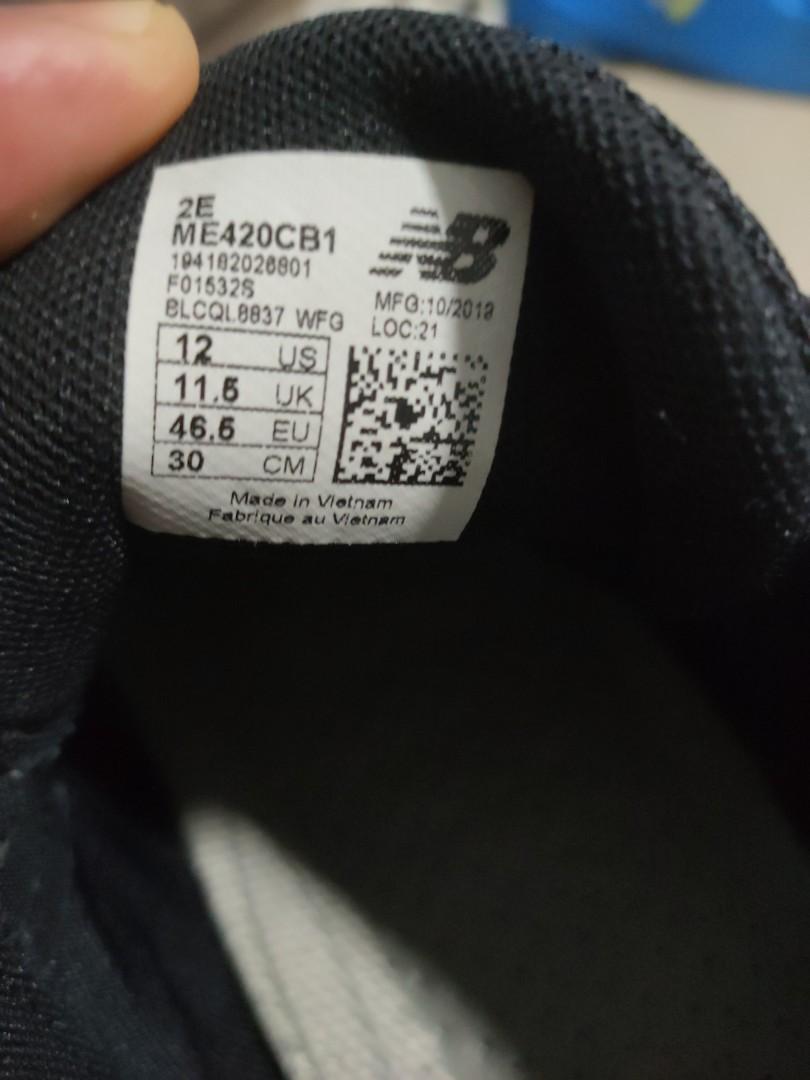 2E
ME420CB1
194182026801
F01532S
BLCQL8837 WFG
MFG:10/2019
LOC:21
12 US
11.5 UK
46.5 EU
30 CM
Made in Vietnam
Fabrique au Vietnam